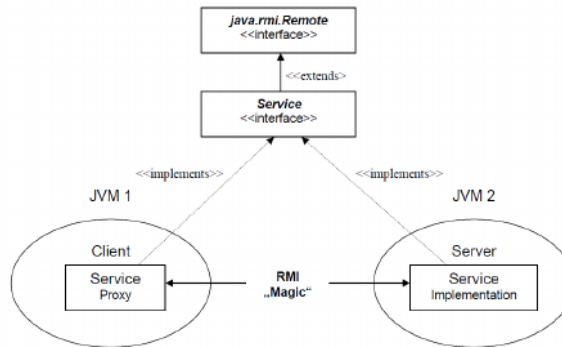 java.rmi.Remote
<<interface>>
<<extends>
Service
<<interface>>
<<implements>>
<<implements>>
JVM 1
JVM 2
Client
Server
Service
Proxy
RMI
„Magic“
Service
Implementation